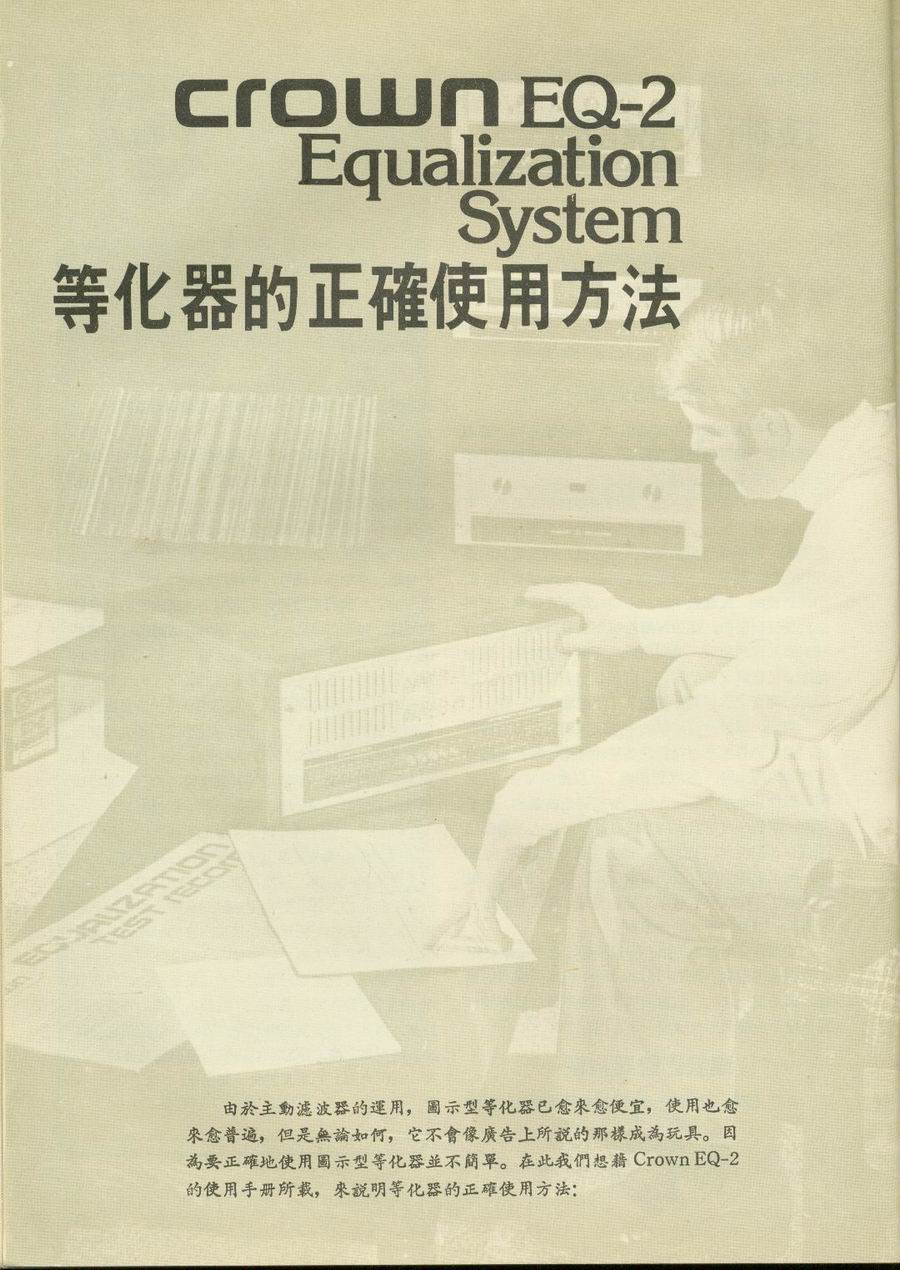 crown EQ-2
Equalization
System
等化器的正確使用方法
EQUALIZATION
TEST RECORD
由於主動濾波器的運用，圖示型等化器已愈來愈便宜，使用也愈
來愈普遍，但是無論如何，它不會像廣告上所說的那樣成為玩具。因
為要正確地使用圖示型等化器並不簡單。在此我們想藉 Crown EQ-2
的使用手册所載，來說明等化器的正確使用方法：